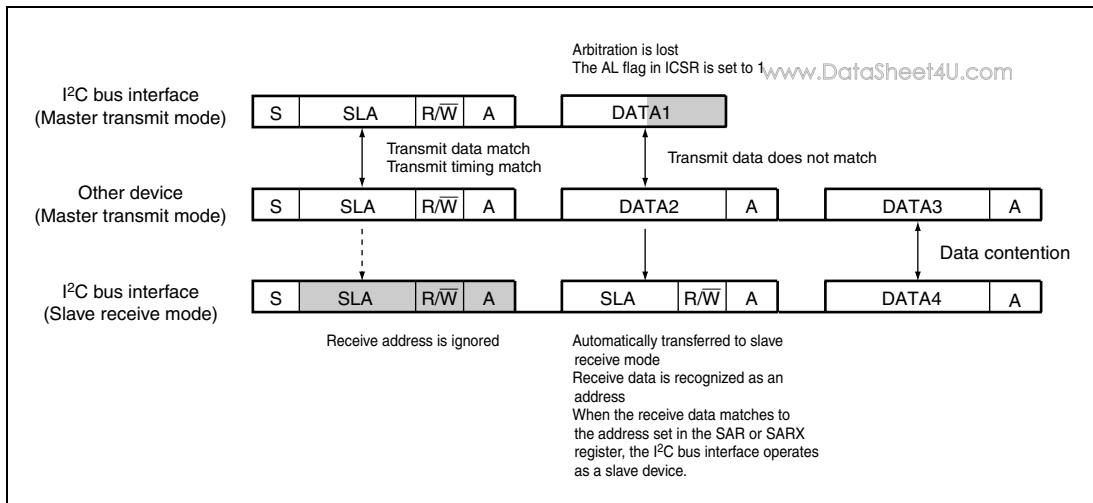 Arbitration is lost
The AL flag in ICSR is set to 1
www.DataSheet4U.com
I²C bus interface
(Master transmit mode)
S SLA R/W̅ A DATA1
Transmit data match
Transmit timing match
Transmit data does not match
Other device
(Master transmit mode)
S SLA R/W̅ A DATA2 A DATA3 A
Data contention
I²C bus interface
(Slave receive mode)
S SLA R/W̅ A SLA R/W̅ A DATA4 A
Receive address is ignored
Automatically transferred to slave
receive mode
Receive data is recognized as an
address
When the receive data matches to
the address set in the SAR or SARX
register, the I²C bus interface operates
as a slave device.